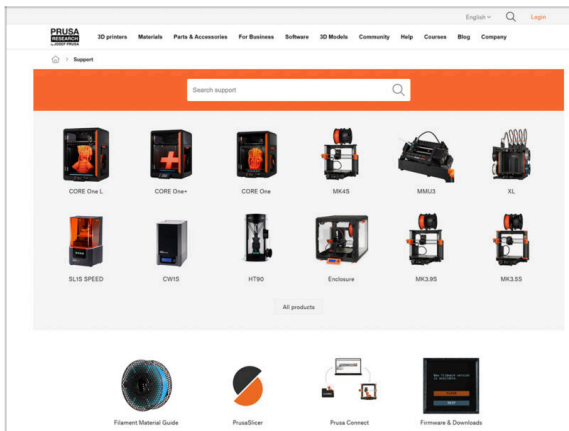 English
Login
PRUSA
RESEARCH
by JOSEF PRUSA
3D printers Materials Parts & Accessories For Business Software 3D Models Community Help Courses Blog Company
Support
Search support
CORE One L CORE One+ CORE One MK4S MMU3 XL
SL1S SPEED CW1S HT90 Enclosure MK3.9S MK3.5S
All products
Filament Material Guide PrusaSlicer Prusa Connect Firmware & Downloads